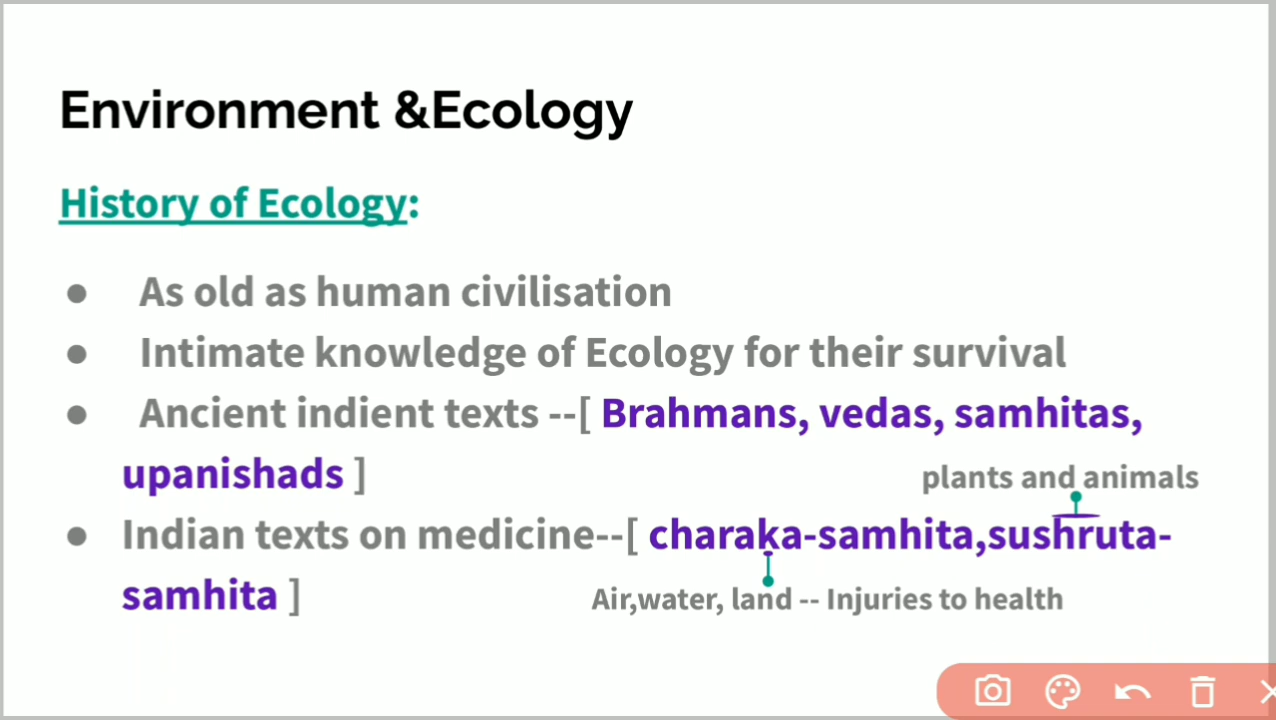 Environment &Ecology
History of Ecology:
● As old as human civilisation
● Intimate knowledge of Ecology for their survival
● Ancient indient texts --[ Brahmans, vedas, samhitas,
upanishads ]
plants and animals
● Indian texts on medicine--[ charaka-samhita,sushruta-
samhita ]
Air,water, land -- Injuries to health